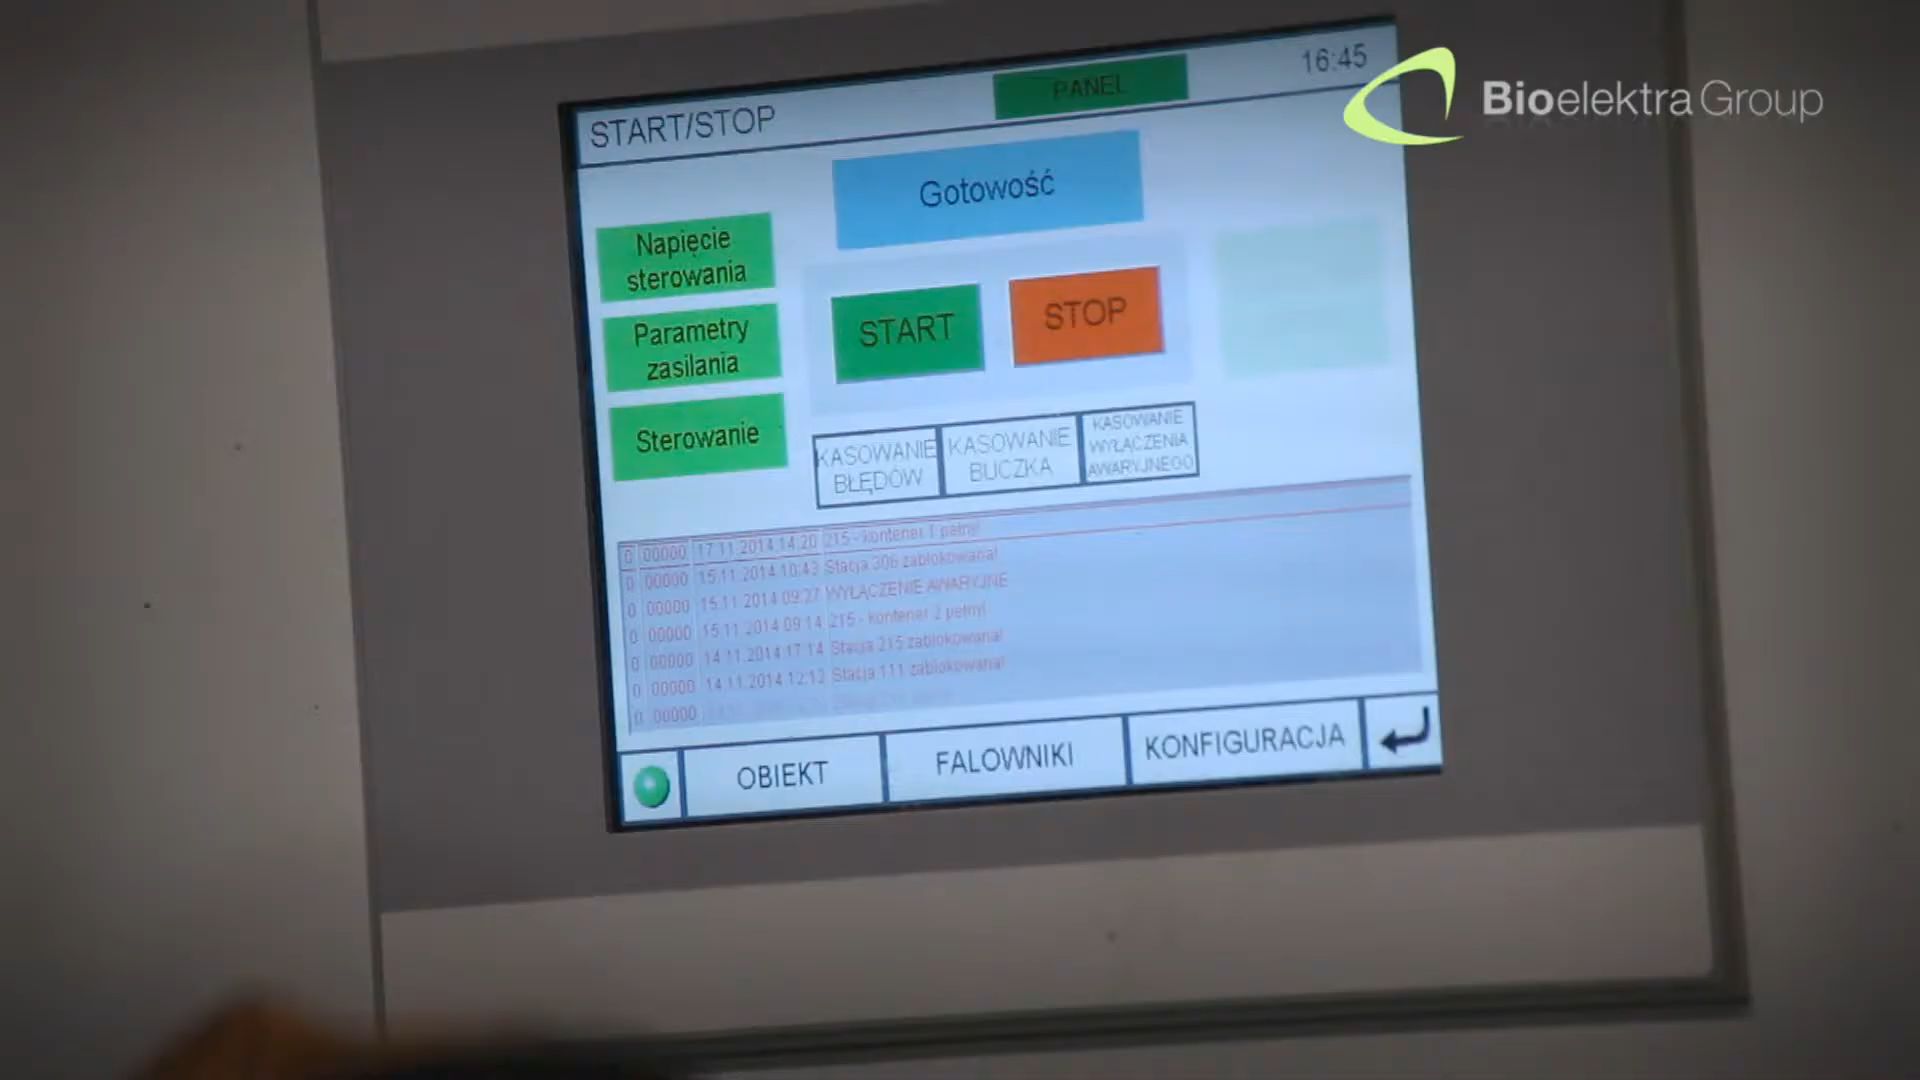 START/STOP
PANEL
16:45
Bioelektra Group
Gotowość
Napięcie
sterowania
Parametry
zasilania
Sterowanie
START
STOP
KASOWANIE
BŁĘDÓW
KASOWANIE
BUCZKA
KASOWANIE
WYŁĄCZENIA
AWARYJNEGO
0 00000 17.11.2014 14:20 215 - kontener 1 pełny!
0 00000 15.11.2014 10:43 Stacja 306 zablokowana!
0 00000 15.11.2014 09:27 WYŁĄCZENIE AWARYJNE
0 00000 15.11.2014 09:14 215 - kontener 2 pełny!
0 00000 14.11.2014 17:14 Stacja 215 zablokowana!
0 00000 14.11.2014 12:12 Stacja 111 zablokowana!
0 00000
OBIEKT
FALOWNIKI
KONFIGURACJA